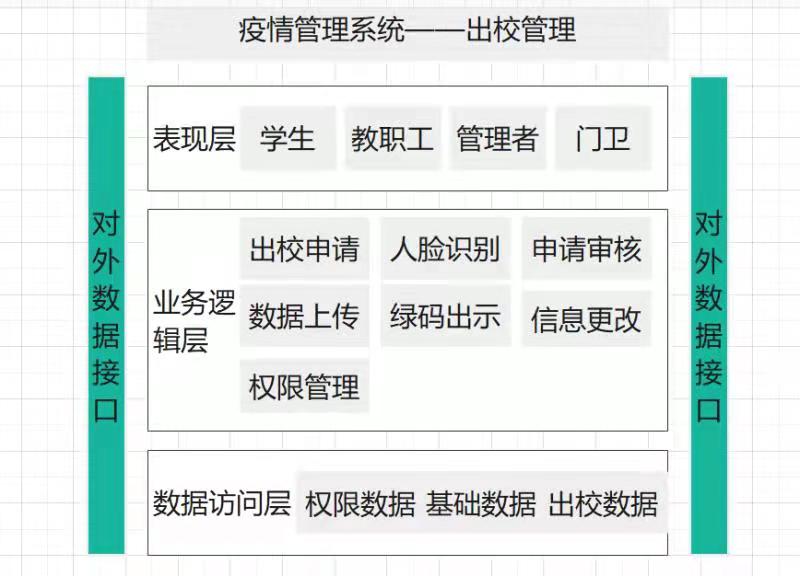 疫情管理系统——出校管理
对外数据接口
表现层 学生 教职工 管理者 门卫
业务逻
辑层
出校申请 人脸识别 申请审核
数据上传 绿码出示 信息更改
权限管理
数据访问层 权限数据 基础数据 出校数据
对外数据接口